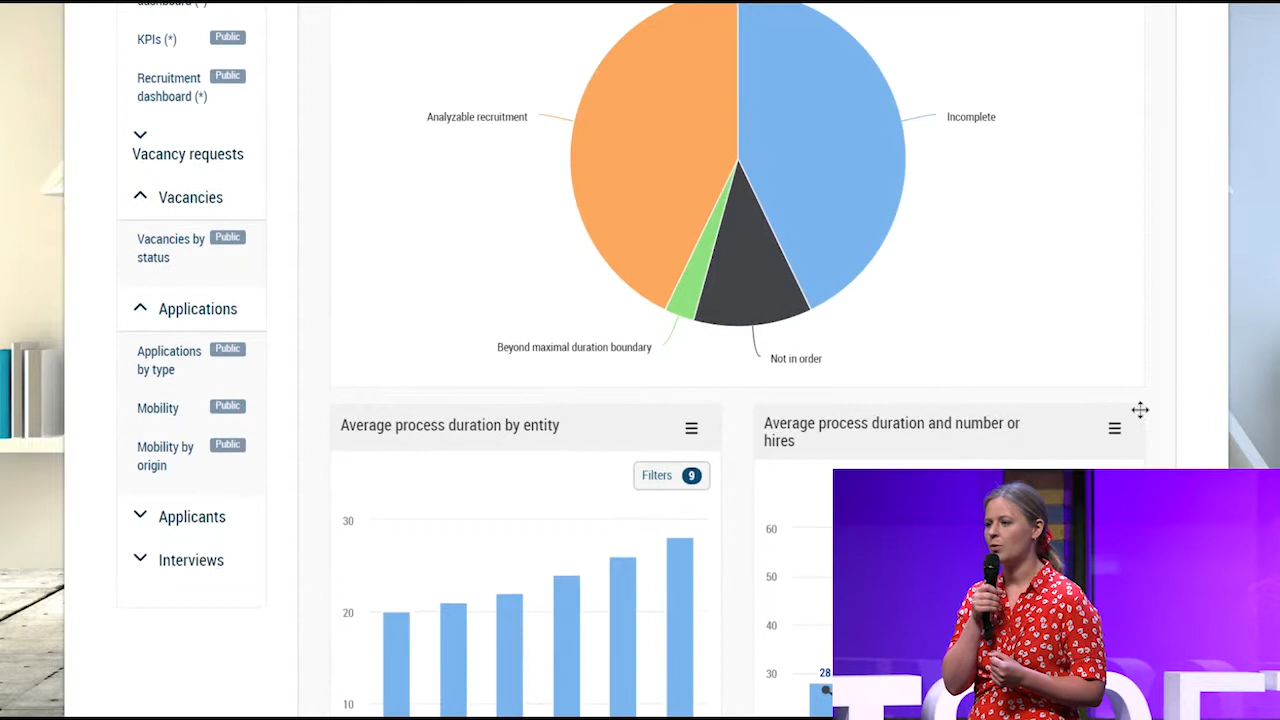 dashboard (*)
KPIs (*) Public
Recruitment Public
dashboard (*)
Vacancy requests
Vacancies
Vacancies by Public
status
Applications
Applications Public
by type
Mobility Public
Mobility by Public
origin
Applicants
Interviews
Analyzable recruitment
Incomplete
Beyond maximal duration boundary
Not in order
Average process duration by entity
Filters 9
30
20
10
Average process duration and number or
hires
60
50
40
30
28